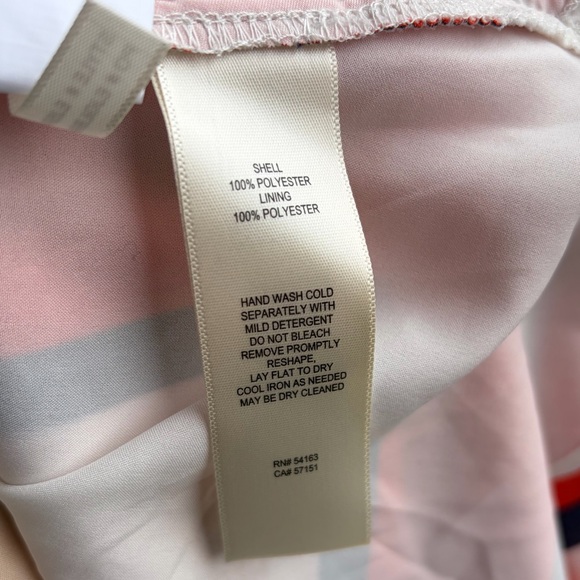 SHELL
100% POLYESTER
LINING
100% POLYESTER
HAND WASH COLD
SEPARATELY WITH
MILD DETERGENT
DO NOT BLEACH
REMOVE PROMPTLY
RESHAPE,
LAY FLAT TO DRY
COOL IRON AS NEEDED
MAY BE DRY CLEANED
RN# 54163
CA# 57151